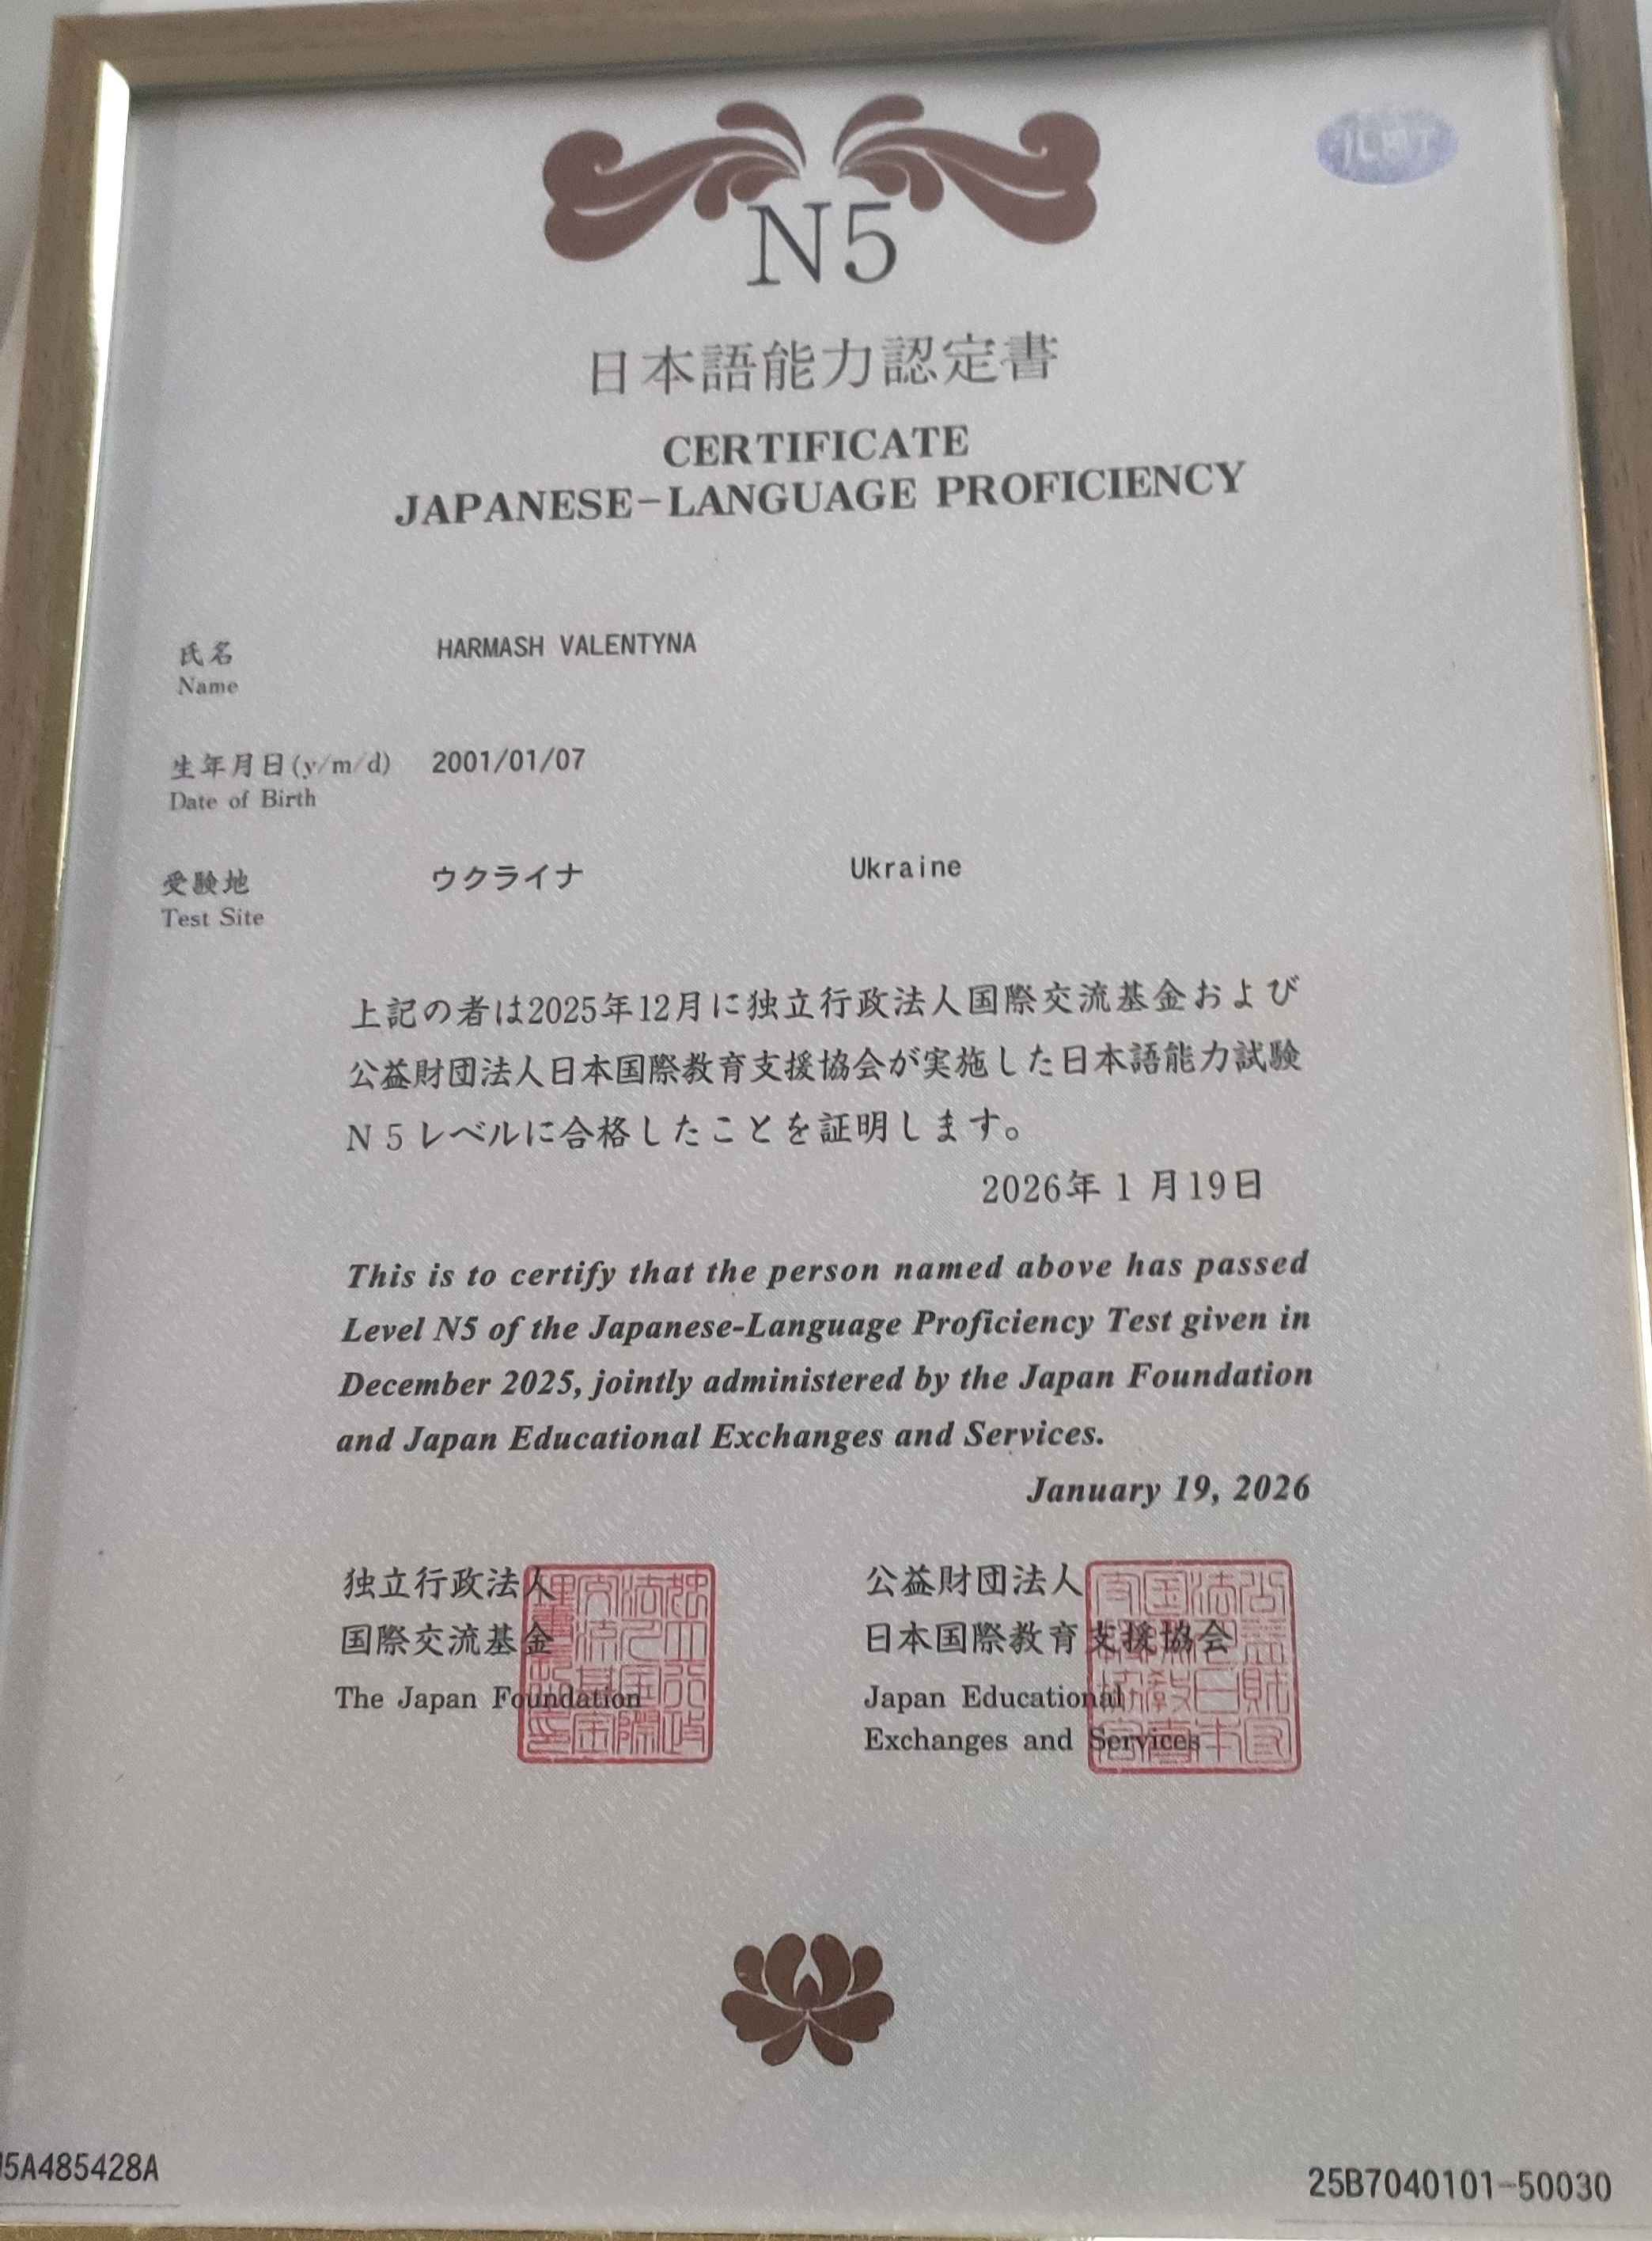 N5
日本語能力認定書
CERTIFICATE
JAPANESE-LANGUAGE PROFICIENCY
氏名 HARMASH VALENTYNA
Name
生年月日(y/m/d) 2001/01/07
Date of Birth
受験地 ウクライナ Ukraine
Test Site
上記の者は2025年12月に独立行政法人国際交流基金および
公益財団法人日本国際教育支援協会が実施した日本語能力試験
N5レベルに合格したことを証明します。
2026年1月19日
This is to certify that the person named above has passed
Level N5 of the Japanese-Language Proficiency Test given in
December 2025, jointly administered by the Japan Foundation
and Japan Educational Exchanges and Services.
January 19, 2026
独立行政法人
国際交流基金
The Japan Foundation
公益財団法人
日本国際教育支援協会
Japan Educational
Exchanges and Services
5A485428A
25B7040101-50030